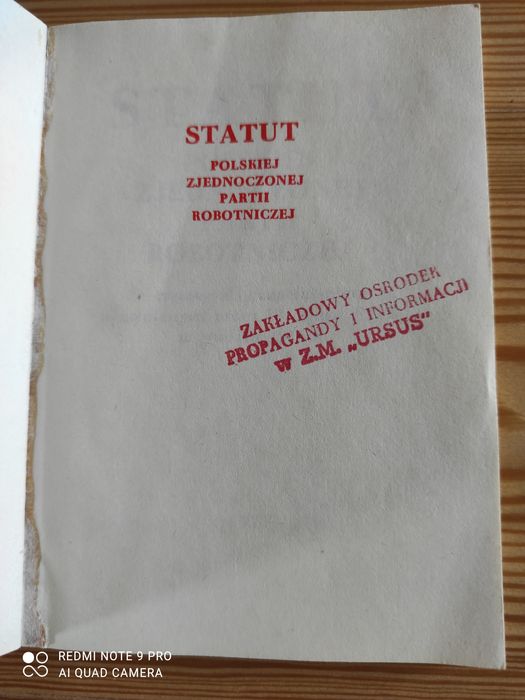 STATUT
POLSKIEJ
ZJEDNOCZONEJ
PARTII
ROBOTNICZEJ
ZAKŁADOWY OSRODEK
PROPAGANDY I INFORMACJI
w Z.M. „URSUS"
REDMI NOTE 9 PRO
AI QUAD CAMERA